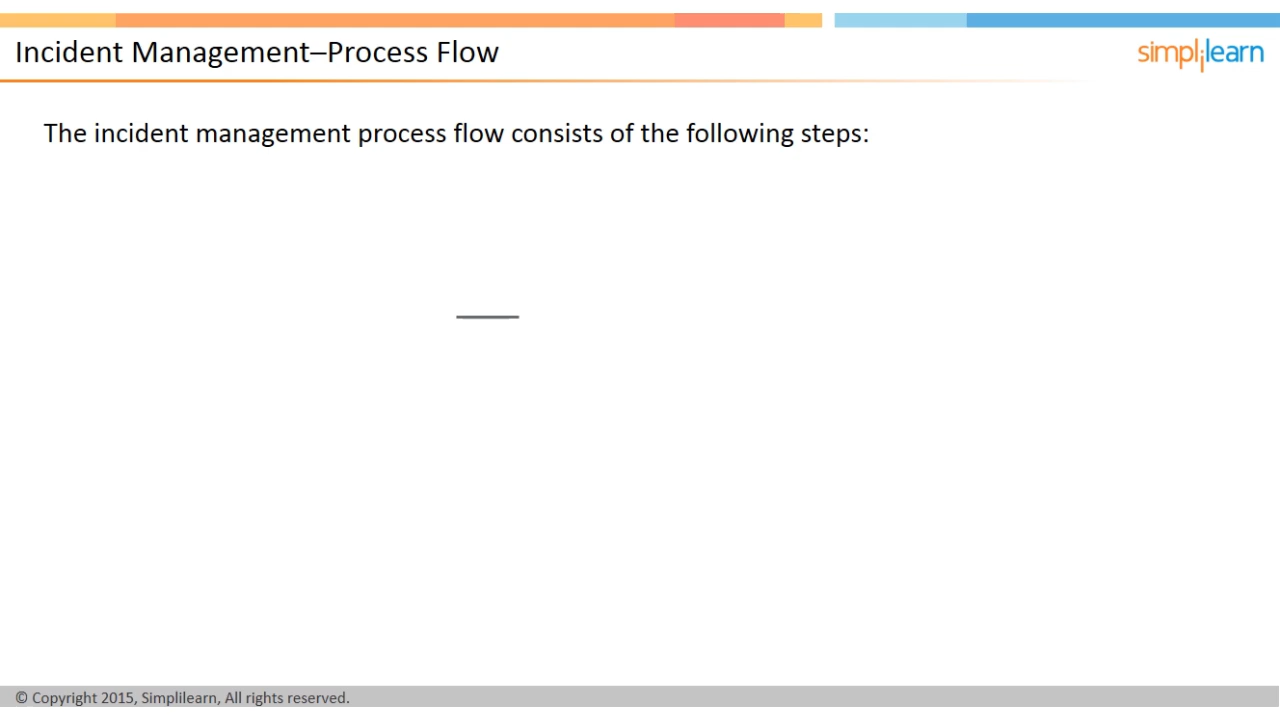 Incident Management–Process Flow
simplilearn
The incident management process flow consists of the following steps:
© Copyright 2015, Simplilearn, All rights reserved.